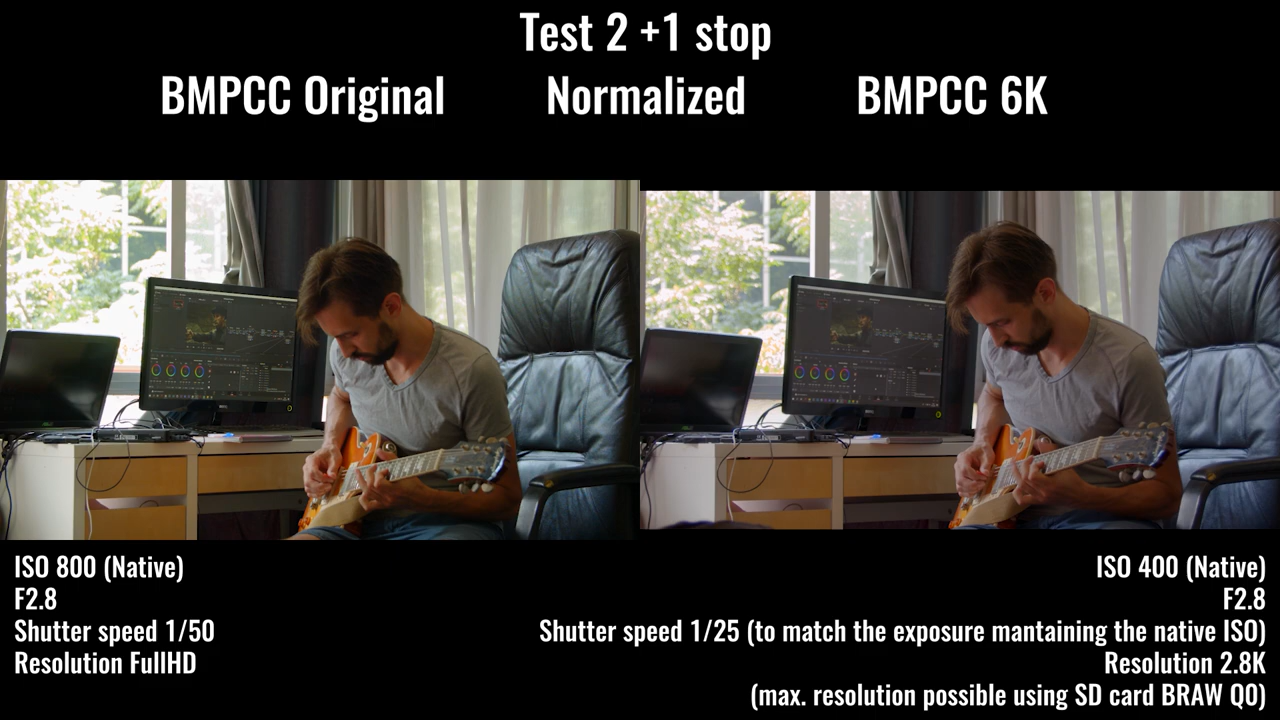 Test 2 +1 stop
BMPCC Original Normalized BMPCC 6K
ISO 800 (Native)
F2.8
Shutter speed 1/50
Resolution FullHD
ISO 400 (Native)
F2.8
Shutter speed 1/25 (to match the exposure mantaining the native ISO)
Resolution 2.8K
(max. resolution possible using SD card BRAW Q0)